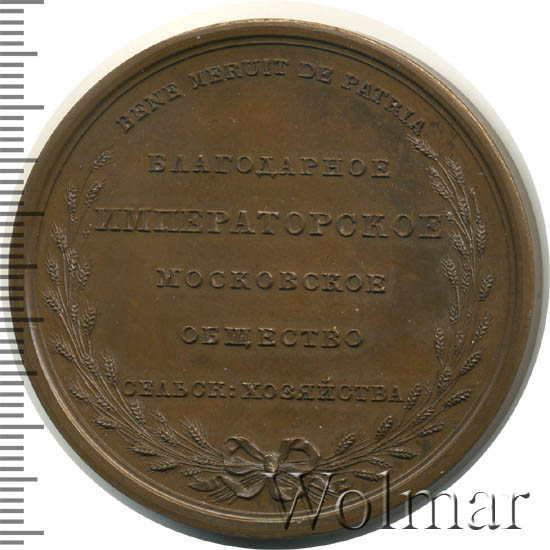 BENE MERUIT DE PATRIA
БЛАГОДАРНОЕ
ИМПЕРАТОРСКОЕ
МОСКОВСКОЕ
ОБЩЕСТВО
СЕЛЬСК: ХОЗЯЙСТВА
Wolmar